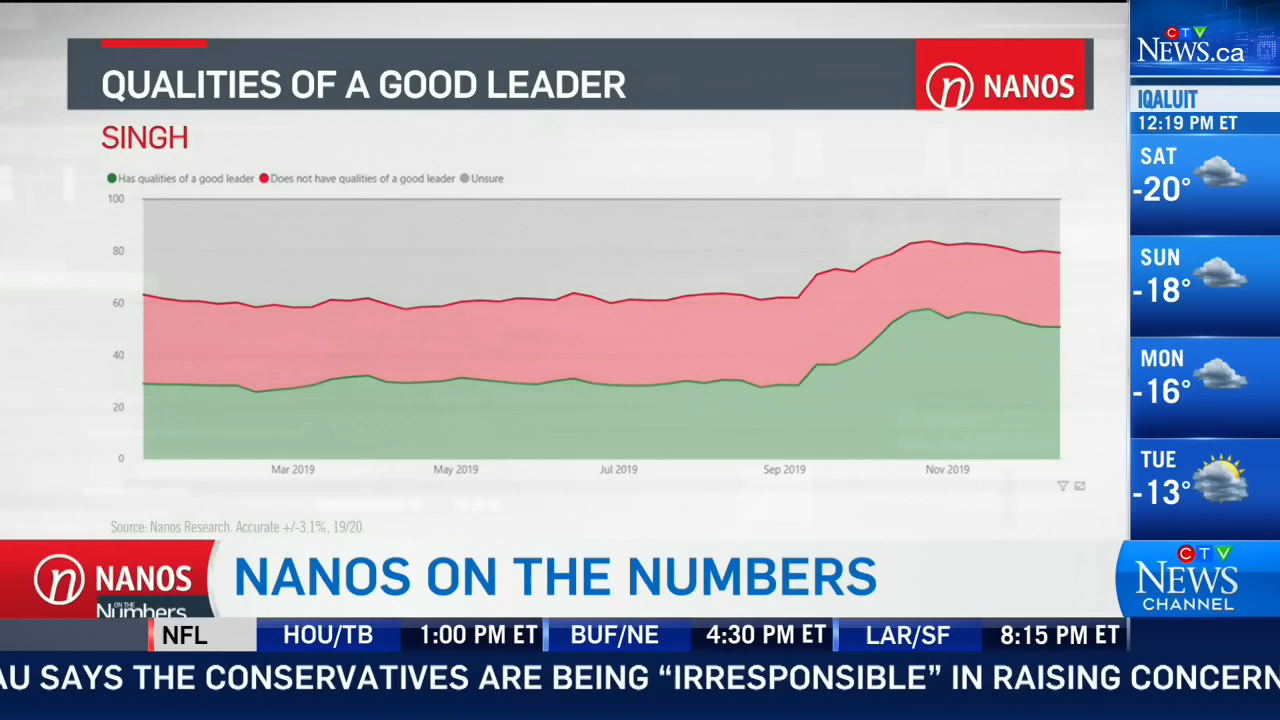 QUALITIES OF A GOOD LEADER
n NANOS
SINGH
Has qualities of a good leader Does not have qualities of a good leader Unsure
100
80
60
40
20
0
Mar 2019 May 2019 Jul 2019 Sep 2019 Nov 2019
Source: Nanos Research. Accurate +/-3.1%, 19/20.
n NANOS
ON THE
Numbers
NANOS ON THE NUMBERS
CTV
NEWS.ca
IQALUIT
12:19 PM ET
SAT
-20°
SUN
-18°
MON
-16°
TUE
-13°
CTV
NEWS
CHANNEL
NFL HOU/TB 1:00 PM ET BUF/NE 4:30 PM ET LAR/SF 8:15 PM ET
AU SAYS THE CONSERVATIVES ARE BEING “IRRESPONSIBLE” IN RAISING CONCERN